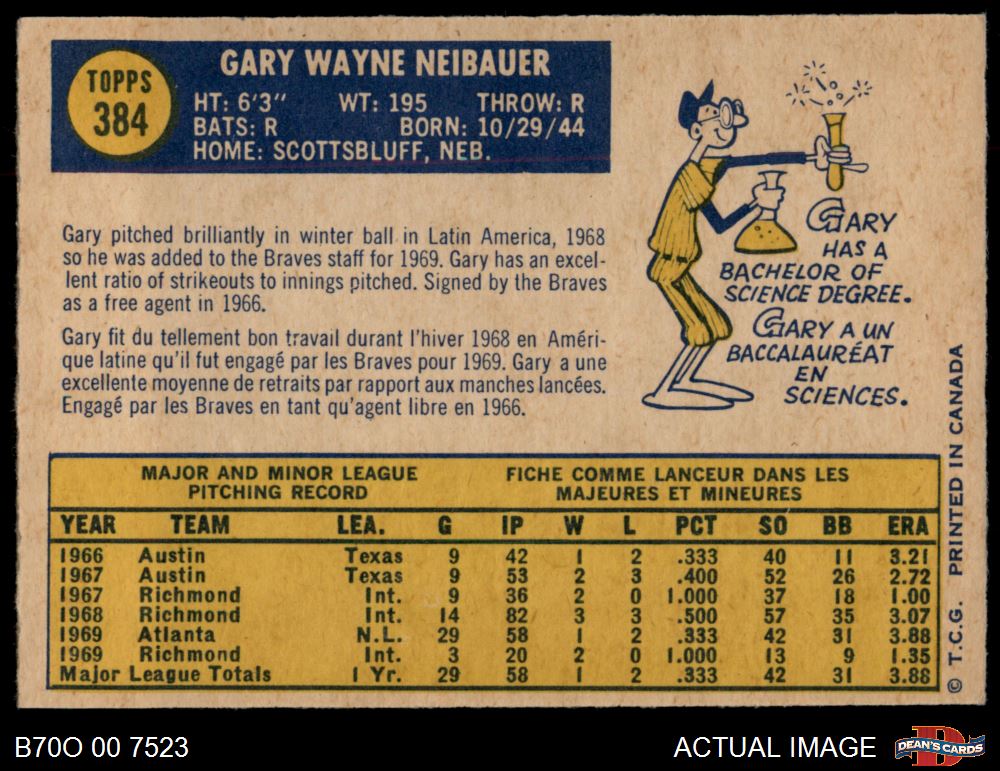 TOPPS
384
GARY WAYNE NEIBAUER
HT: 6'3" WT: 195 THROW: R
BATS: R BORN: 10/29/44
HOME: SCOTTSBLUFF, NEB.
Gary pitched brilliantly in winter ball in Latin America, 1968
so he was added to the Braves staff for 1969. Gary has an excel-
lent ratio of strikeouts to innings pitched. Signed by the Braves
as a free agent in 1966.
Gary fit du tellement bon travail durant l'hiver 1968 en Améri-
que latine qu'il fut engagé par les Braves pour 1969. Gary a une
excellente moyenne de retraits par rapport aux manches lancées.
Engagé par les Braves en tant qu'agent libre en 1966.
GARY
HAS A
BACHELOR OF
SCIENCE DEGREE.
GARY A UN
BACCALAURÉAT
EN
SCIENCES.
MAJOR AND MINOR LEAGUE
PITCHING RECORD
FICHE COMME LANCEUR DANS LES
MAJEURES ET MINEURES
YEAR TEAM LEA. G IP W L PCT SO BB ERA
1966 Austin Texas 9 42 1 2 .333 40 11 3.21
1967 Austin Texas 9 53 2 3 .400 52 26 2.72
1967 Richmond Int. 9 36 2 0 1.000 37 18 1.00
1968 Richmond Int. 14 82 3 3 .500 57 35 3.07
1969 Atlanta N.L. 29 58 1 2 .333 42 31 3.88
1969 Richmond Int. 3 20 2 0 1.000 13 9 1.35
Major League Totals 1 Yr. 29 58 1 2 .333 42 31 3.88
© T.C.G. PRINTED IN CANADA
B70O 00 7523
ACTUAL IMAGE
D
DEAN'S CARDS